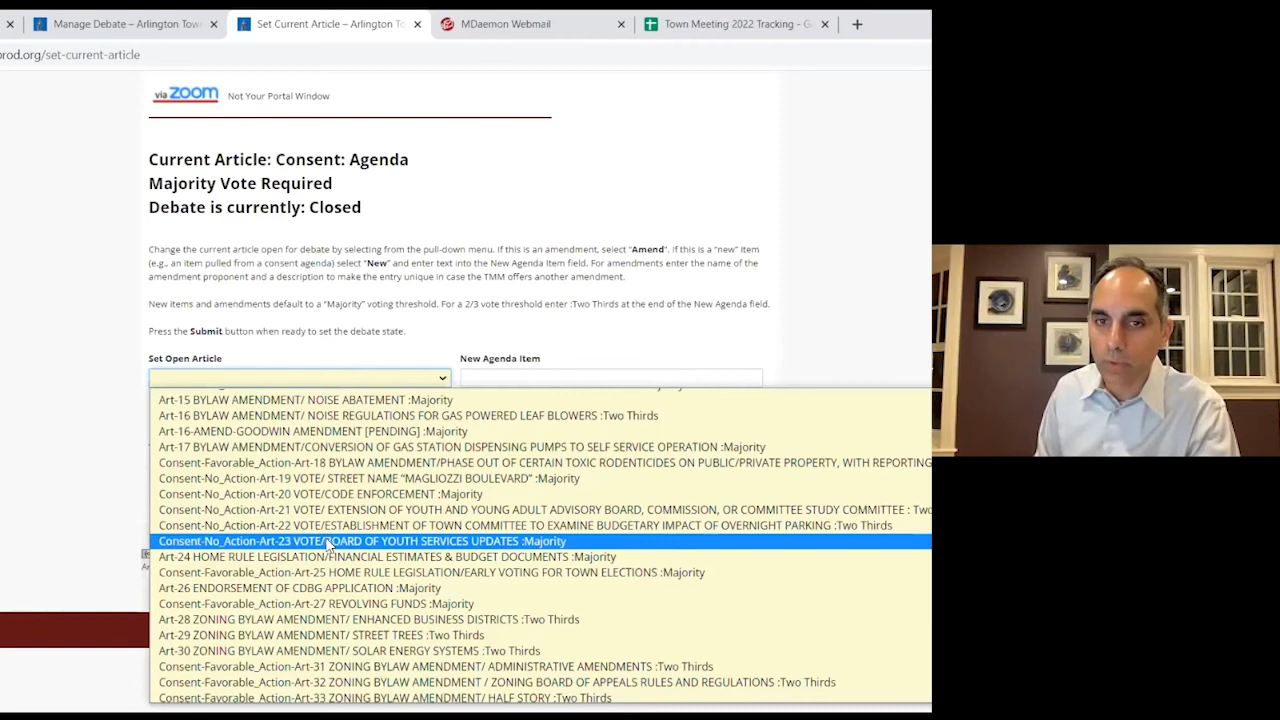 Manage Debate – Arlington Tow
Set Current Article – Arlington To
MDaemon Webmail
Town Meeting 2022 Tracking - G
prod.org/set-current-article
via zoom Not Your Portal Window
Current Article: Consent: Agenda
Majority Vote Required
Debate is currently: Closed
Change the current article open for debate by selecting from the pull-down menu. If this is an amendment, select "Amend". If this is a "new" item
(e.g., an item pulled from a consent agenda) select "New" and enter text into the New Agenda Item field. For amendments enter the name of the
amendment proponent and a description to make the entry unique in case the TMM offers another amendment.
New items and amendments default to a "Majority" voting threshold. For a 2/3 vote threshold enter :Two Thirds at the end of the New Agenda field.
Press the Submit button when ready to set the debate state.
Set Open Article New Agenda Item
Art-15 BYLAW AMENDMENT/ NOISE ABATEMENT :Majority
Art-16 BYLAW AMENDMENT/ NOISE REGULATIONS FOR GAS POWERED LEAF BLOWERS :Two Thirds
Art-16-AMEND-GOODWIN AMENDMENT [PENDING] :Majority
Art-17 BYLAW AMENDMENT/CONVERSION OF GAS STATION DISPENSING PUMPS TO SELF SERVICE OPERATION :Majority
Consent-Favorable_Action-Art-18 BYLAW AMENDMENT/PHASE OUT OF CERTAIN TOXIC RODENTICIDES ON PUBLIC/PRIVATE PROPERTY, WITH REPORTING
Consent-No_Action-Art-19 VOTE/ STREET NAME "MAGLIOZZI BOULEVARD" :Majority
Consent-No_Action-Art-20 VOTE/CODE ENFORCEMENT :Majority
Consent-No_Action-Art-21 VOTE/ EXTENSION OF YOUTH AND YOUNG ADULT ADVISORY BOARD, COMMISSION, OR COMMITTEE STUDY COMMITTEE : Two
Consent-No_Action-Art-22 VOTE/ESTABLISHMENT OF TOWN COMMITTEE TO EXAMINE BUDGETARY IMPACT OF OVERNIGHT PARKING :Two Thirds
Consent-No_Action-Art-23 VOTE/BOARD OF YOUTH SERVICES UPDATES :Majority
Art-24 HOME RULE LEGISLATION/FINANCIAL ESTIMATES & BUDGET DOCUMENTS :Majority
Consent-Favorable_Action-Art-25 HOME RULE LEGISLATION/EARLY VOTING FOR TOWN ELECTIONS :Majority
Art-26 ENDORSEMENT OF CDBG APPLICATION :Majority
Consent-Favorable_Action-Art-27 REVOLVING FUNDS :Majority
Art-28 ZONING BYLAW AMENDMENT/ ENHANCED BUSINESS DISTRICTS :Two Thirds
Art-29 ZONING BYLAW AMENDMENT/ STREET TREES :Two Thirds
Art-30 ZONING BYLAW AMENDMENT/ SOLAR ENERGY SYSTEMS :Two Thirds
Consent-Favorable_Action-Art-31 ZONING BYLAW AMENDMENT/ ADMINISTRATIVE AMENDMENTS :Two Thirds
Consent-Favorable_Action-Art-32 ZONING BYLAW AMENDMENT / ZONING BOARD OF APPEALS RULES AND REGULATIONS :Two Thirds
Consent-Favorable_Action-Art-33 ZONING BYLAW AMENDMENT/ HALF STORY :Two Thirds